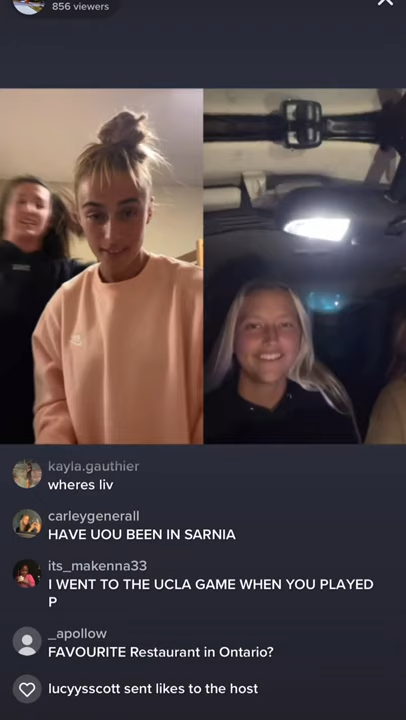 856 viewers
kayla.gauthier
wheres liv
carleygenerall
HAVE UOU BEEN IN SARNIA
its_makenna33
I WENT TO THE UCLA GAME WHEN YOU PLAYED
P
_apollow
FAVOURITE Restaurant in Ontario?
lucyysscott sent likes to the host